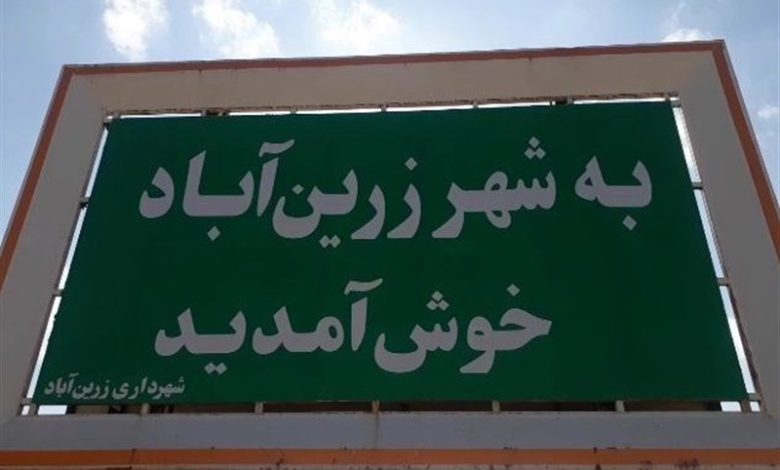 به شهر زرین‌آباد
خوش‌آمدید
شهرداری زرین‌آباد